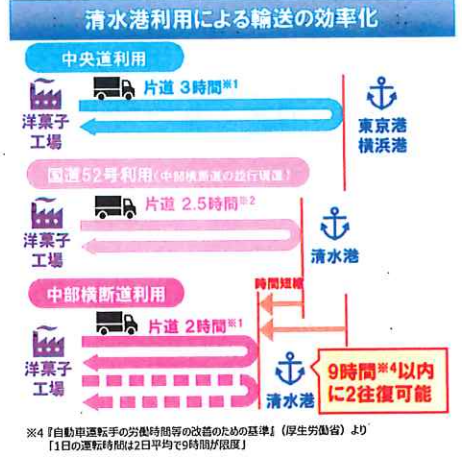 清水港利用による輸送の効率化
中央道利用
片道 3時間※1
洋菓子
工場
東京港
横浜港
国道52号利用(中部横断道の並行現道)
片道 2.5時間※2
洋菓子
工場
清水港
時間短縮
中部横断道利用
片道 2時間※1
洋菓子
工場
清水港
9時間※4以内
に2往復可能
※4『自動車運転手の労働時間等の改善のための基準』(厚生労働省)より
「1日の運転時間は2日平均で9時間が限度」